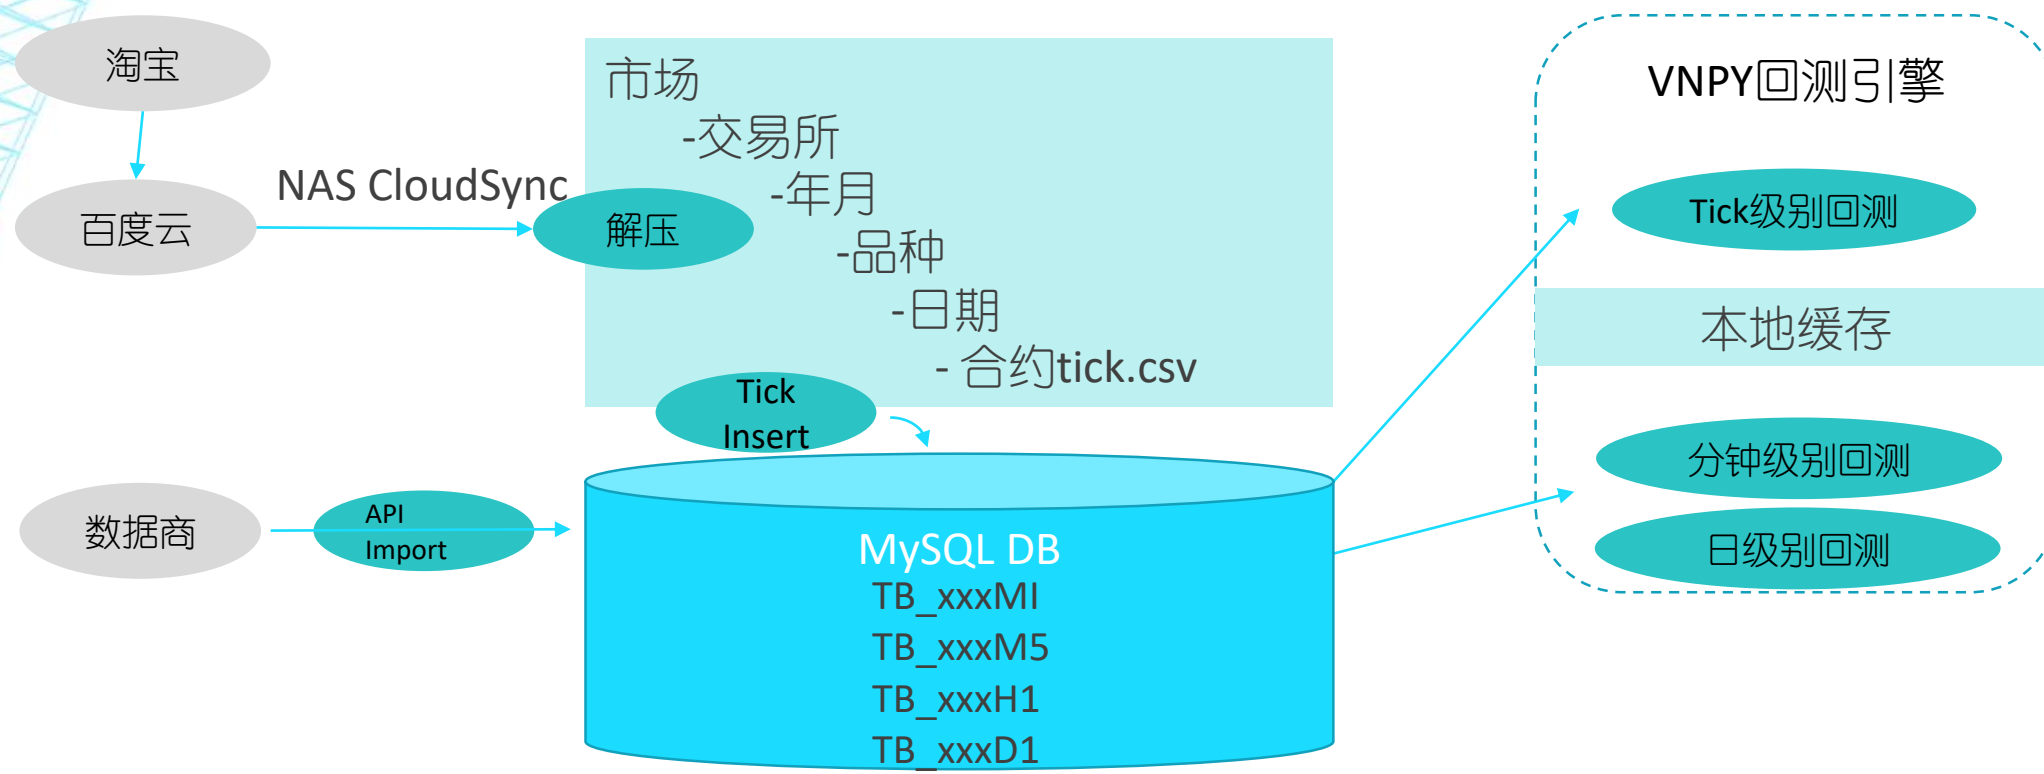 淘宝
百度云
NAS CloudSync
解压
市场
-交易所
-年月
-品种
-日期
- 合约tick.csv
Tick
Insert
数据商
API
Import
MySQL DB
TB_xxxMI
TB_xxxM5
TB_xxxH1
TB_xxxD1
VNPY回测引擎
Tick级别回测
本地缓存
分钟级别回测
日级别回测